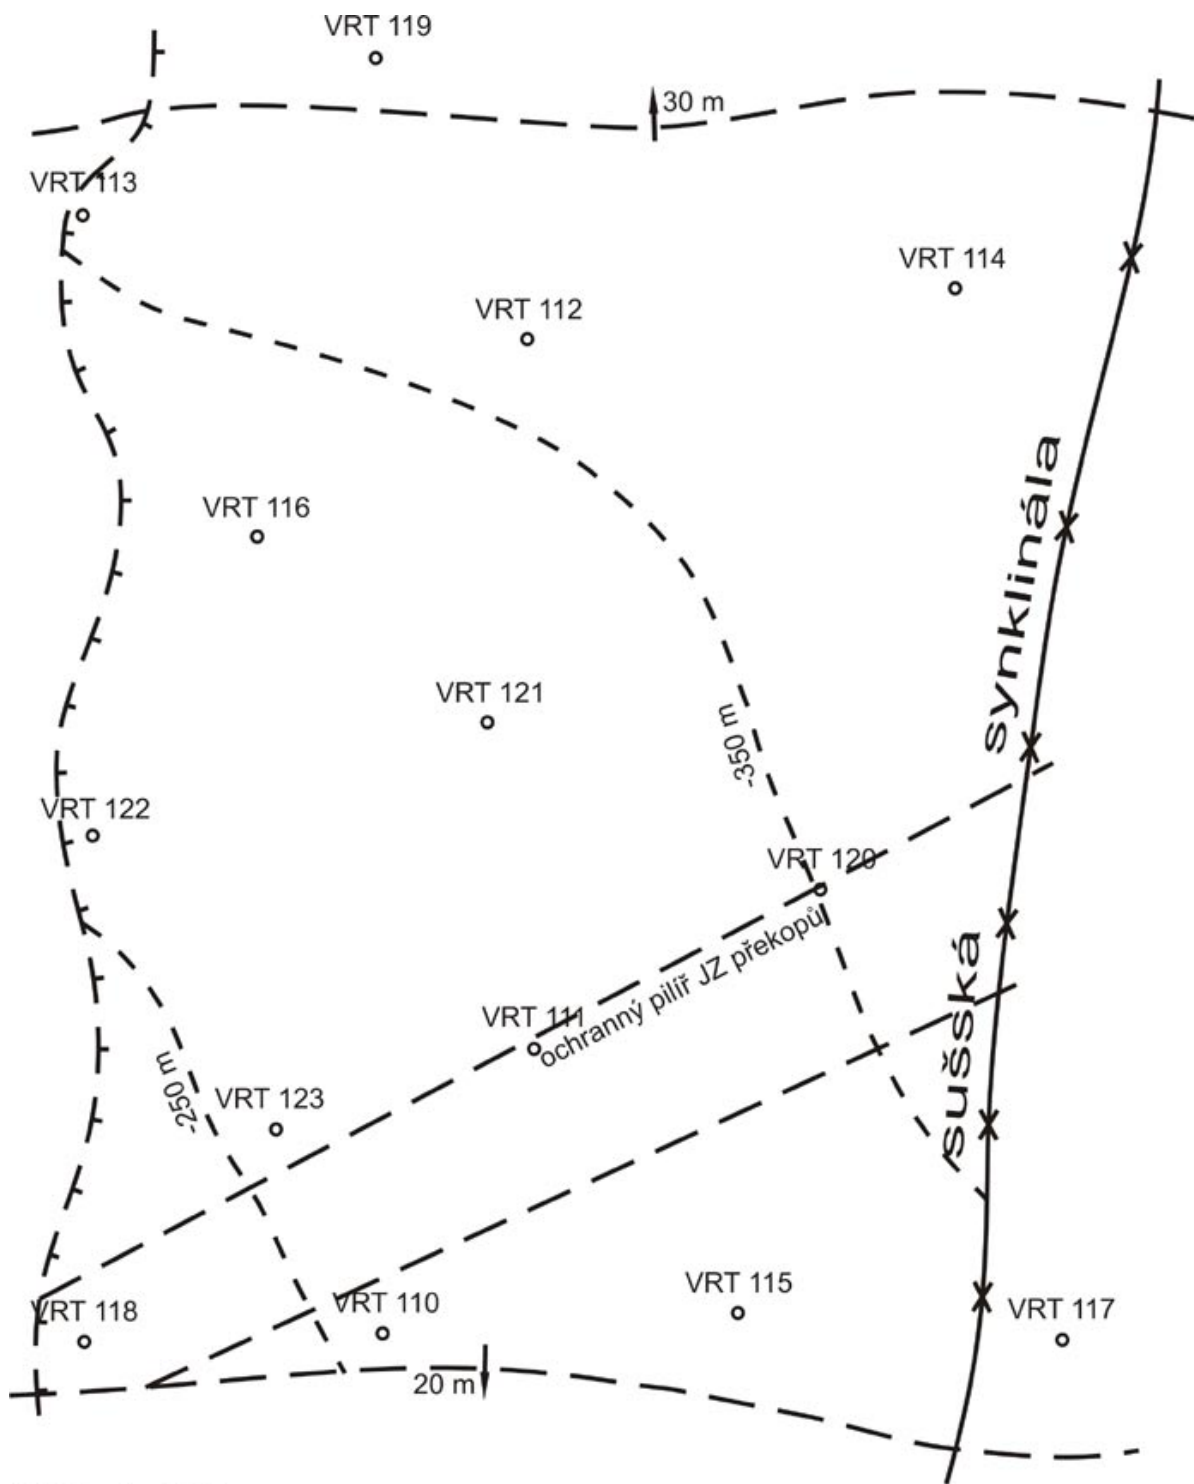 VRT 119
30 m
VRT 113
VRT 114
VRT 112
VRT 116
synklinála
VRT 121
-350 m
VRT 122
VRT 120
ochranný pilíř JZ překopů
sušská
VRT 111
-250 m
VRT 123
VRT 115
VRT 118
VRT 110
VRT 117
20 m